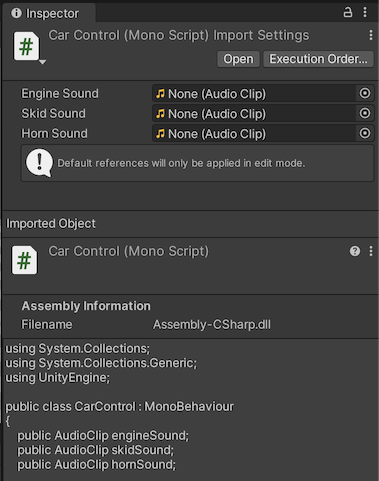 Inspector
Car Control (Mono Script) Import Settings
Open Execution Order...
Engine Sound None (Audio Clip)
Skid Sound None (Audio Clip)
Horn Sound None (Audio Clip)
Default references will only be applied in edit mode.
Imported Object
Car Control (Mono Script)
Assembly Information
Filename Assembly-CSharp.dll
using System.Collections;
using System.Collections.Generic;
using UnityEngine;
public class CarControl : MonoBehaviour
{
public AudioClip engineSound;
public AudioClip skidSound;
public AudioClip hornSound;